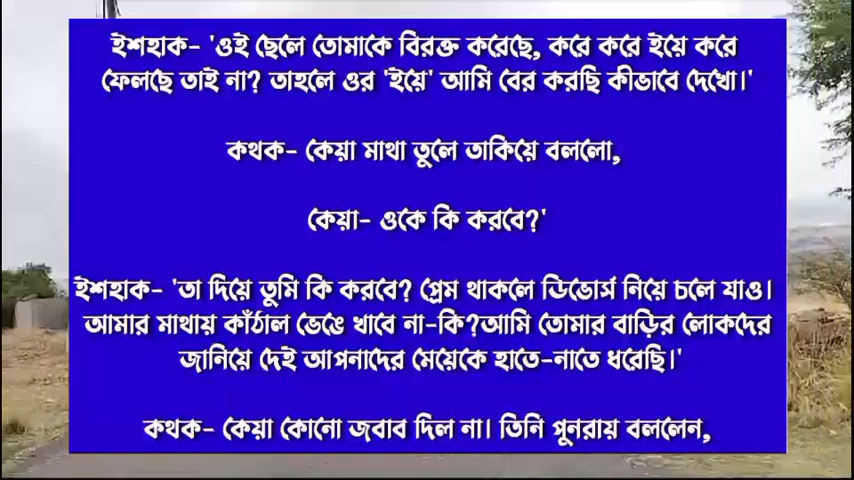 ইশহাক- 'ওই ছেলে তোমাকে বিরক্ত করেছে, করে করে ইয়ে করে
ফেলছে তাই না? তাহলে ওর 'ইয়ে' আমি বের করছি কীভাবে দেখো।'
কথক- কেয়া মাথা তুলে তাকিয়ে বললো,
কেয়া- ওকে কি করবে?'
ইশহাক- 'তা দিয়ে তুমি কি করবে? প্রেম থাকলে ডিভোর্স নিয়ে চলে যাও।
আমার মাথায় কাঁঠাল ভেঙে খাবে না-কি?আমি তোমার বাড়ির লোকদের
জানিয়ে দেই আপনাদের মেয়েকে হাতে-নাতে ধরেছি।'
কথক- কেয়া কোনো জবাব দিল না। তিনি পুনরায় বললেন,